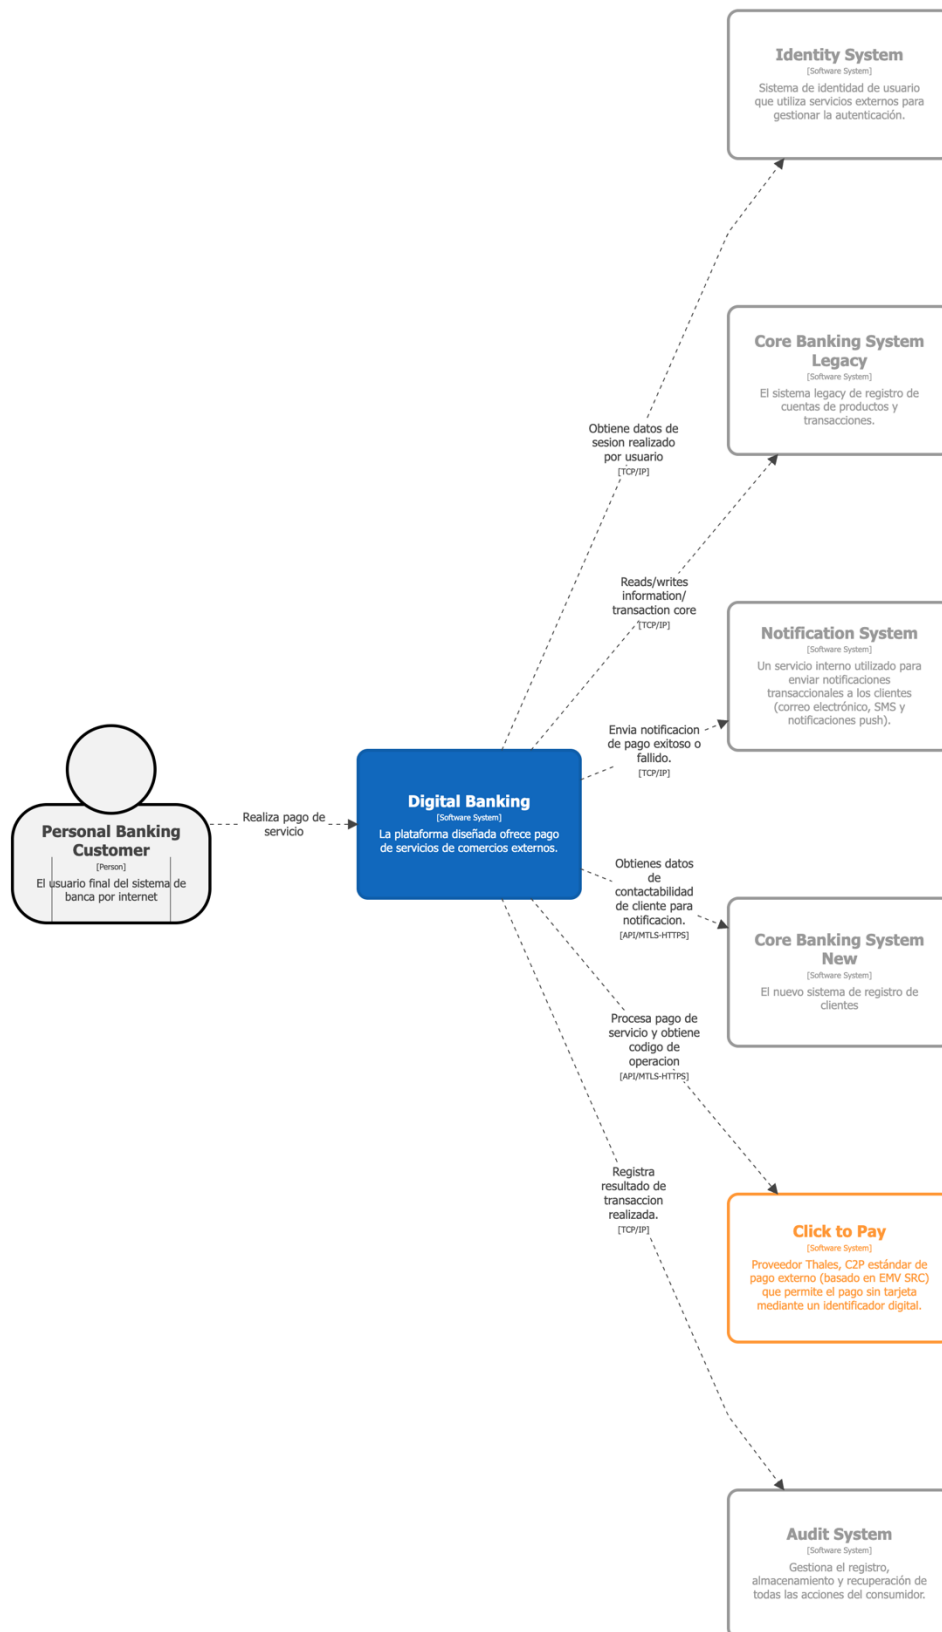 Identity System
[Software System]
Sistema de identidad de usuario
que utiliza servicios externos para
gestionar la autenticación.
Core Banking System
Legacy
[Software System]
El sistema legacy de registro de
cuentas de productos y
transacciones.
Obtiene datos de
sesion realizado
por usuario
[TCP/IP]
Reads/writes
information/
transaction core
[TCP/IP]
Notification System
[Software System]
Un servicio interno utilizado para
enviar notificaciones
transaccionales a los clientes
(correo electrónico, SMS y
notificaciones push).
Envia notificacion
de pago exitoso o
fallido.
[TCP/IP]
Personal Banking
Customer
[Person]
El usuario final del sistema de
banca por internet
Realiza pago de
servicio
Digital Banking
[Software System]
La plataforma diseñada ofrece pago
de servicios de comercios externos.
Obtienes datos
de
contactabilidad
de cliente para
notificacion.
[API/MTLS-HTTPS]
Core Banking System
New
[Software System]
El nuevo sistema de registro de
clientes
Procesa pago de
servicio y obtiene
codigo de
operacion
[API/MTLS-HTTPS]
Registra
resultado de
transaccion
realizada.
[TCP/IP]
Click to Pay
[Software System]
Proveedor Thales, C2P estándar de
pago externo (basado en EMV SRC)
que permite el pago sin tarjeta
mediante un identificador digital.
Audit System
[Software System]
Gestiona el registro,
almacenamiento y recuperación de
todas las acciones del consumidor.